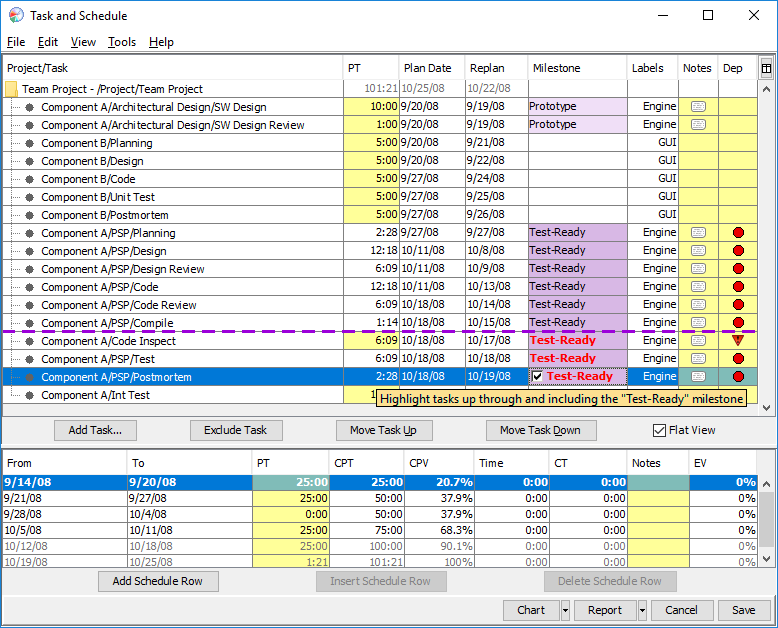 Task and Schedule
File Edit View Tools Help
Project/Task PT Plan Date Replan Milestone Labels Notes Dep
Team Project - /Project/Team Project 101:21 10/25/08 10/22/08
Component A/Architectural Design/SW Design 10:00 9/20/08 9/19/08 Prototype Engine
Component A/Architectural Design/SW Design Review 1:00 9/20/08 9/19/08 Prototype Engine
Component B/Planning 5:00 9/20/08 9/21/08 GUI
Component B/Design 5:00 9/20/08 9/22/08 GUI
Component B/Code 5:00 9/27/08 9/24/08 GUI
Component B/Unit Test 5:00 9/27/08 9/25/08 GUI
Component B/Postmortem 5:00 9/27/08 9/26/08 GUI
Component A/PSP/Planning 2:28 9/27/08 9/27/08 Test-Ready Engine
Component A/PSP/Design 12:18 10/11/08 10/8/08 Test-Ready Engine
Component A/PSP/Design Review 6:09 10/11/08 10/9/08 Test-Ready Engine
Component A/PSP/Code 12:18 10/11/08 10/13/08 Test-Ready Engine
Component A/PSP/Code Review 6:09 10/18/08 10/14/08 Test-Ready Engine
Component A/PSP/Compile 1:14 10/18/08 10/15/08 Test-Ready Engine
Component A/Code Inspect 6:09 10/18/08 10/17/08 Test-Ready Engine
Component A/PSP/Test 6:09 10/18/08 10/18/08 Test-Ready Engine
Component A/PSP/Postmortem 2:28 10/18/08 10/19/08 Test-Ready Engine
Component A/Int Test
Highlight tasks up through and including the "Test-Ready" milestone
Add Task... Exclude Task Move Task Up Move Task Down Flat View
From To PT CPT CPV Time CT Notes EV
9/14/08 9/20/08 25:00 25:00 20.7% 0:00 0:00 0%
9/21/08 9/27/08 25:00 50:00 37.9% 0:00 0:00 0%
9/28/08 10/4/08 0:00 50:00 37.9% 0:00 0:00 0%
10/5/08 10/11/08 25:00 75:00 68.3% 0:00 0:00 0%
10/12/08 10/18/08 25:00 100:00 90.1% 0:00 0:00 0%
10/19/08 10/25/08 1:21 101:21 100% 0:00 0:00 0%
Add Schedule Row Insert Schedule Row Delete Schedule Row
Chart Report Cancel Save